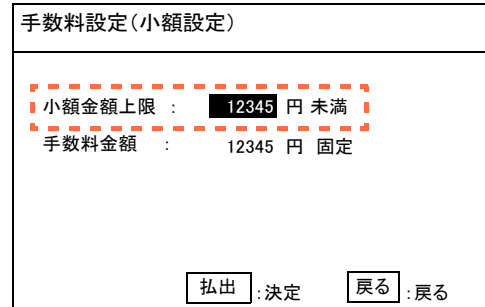 手数料設定(小額設定)
小額金額上限 : 12345 円 未満
手数料金額 : 12345 円 固定
払出 :決定 戻る :戻る